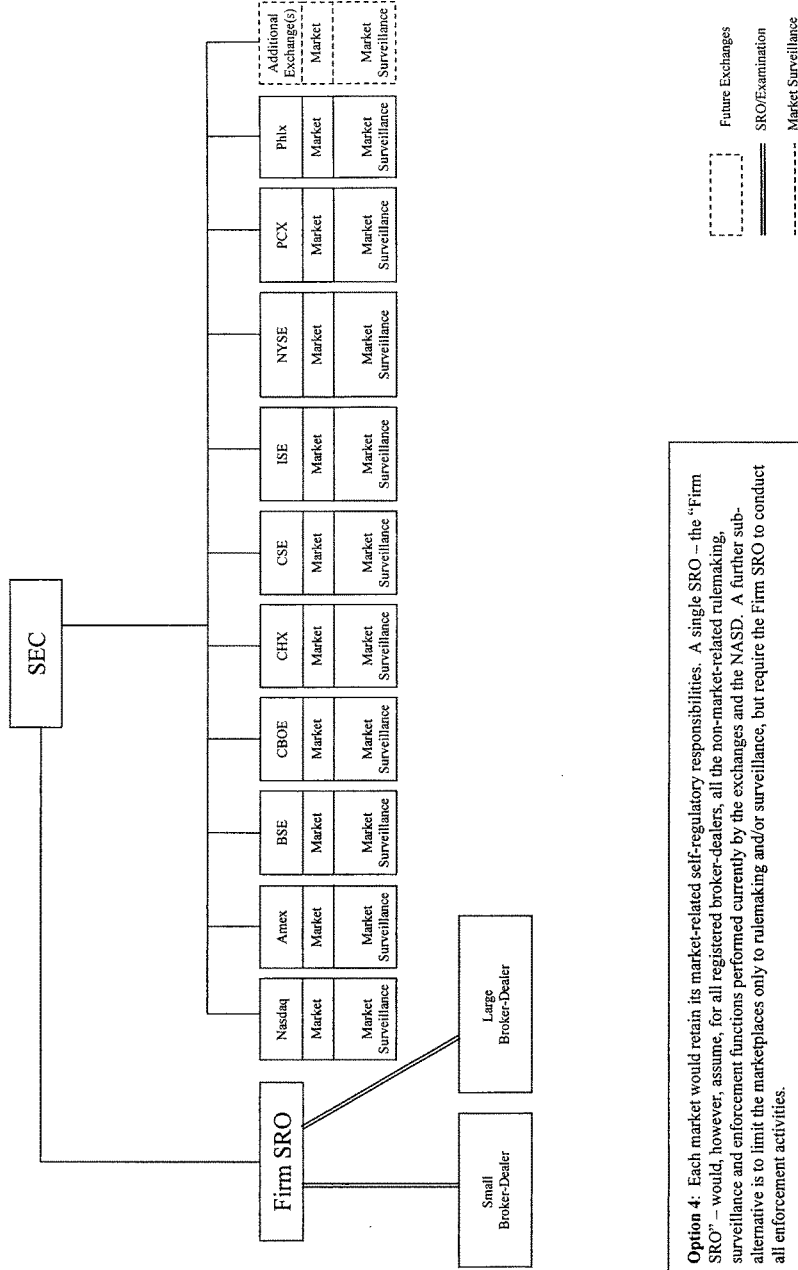 SEC
Firm SRO
Small
Broker-Dealer
Large
Broker-Dealer
Nasdaq
Market
Market
Surveillance
Amex
Market
Market
Surveillance
BSE
Market
Market
Surveillance
CBOE
Market
Market
Surveillance
CHX
Market
Market
Surveillance
CSE
Market
Market
Surveillance
ISE
Market
Market
Surveillance
NYSE
Market
Market
Surveillance
PCX
Market
Market
Surveillance
Phlx
Market
Market
Surveillance
Additional
Exchange(s)
Market
Market
Surveillance
Option 4: Each market would retain its market-related self-regulatory responsibilities. A single SRO – the “Firm
SRO” – would, however, assume, for all registered broker-dealers, all the non-market-related rulemaking,
surveillance and enforcement functions performed currently by the exchanges and the NASD. A further sub-
alternative is to limit the marketplaces only to rulemaking and/or surveillance, but require the Firm SRO to conduct
all enforcement activities.
Future Exchanges
SRO/Examination
Market Surveillance